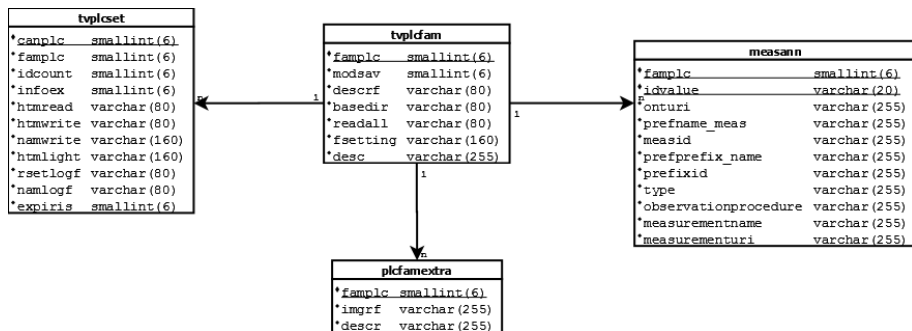 tvplcset
canplc smallint(6)
famplc smallint(6)
idcount smallint(6)
infoex smallint(6)
htmread varchar(80)
htmwrite varchar(80)
namwrite varchar(160)
htmlight varchar(160)
rsetlogf varchar(80)
namlogf varchar(80)
expiris smallint(6)
n
1
tvplcfam
famplc smallint(6)
modsav smallint(6)
descrf varchar(80)
basedir varchar(80)
readall varchar(80)
fsetting varchar(160)
desc varchar(255)
1
n
measann
famplc smallint(6)
idvalue varchar(20)
onturi varchar(255)
prefname_meas varchar(255)
measid varchar(255)
prefprefix_name varchar(255)
prefixid varchar(255)
type varchar(255)
observationprocedure varchar(255)
measurementname varchar(255)
measurementuri varchar(255)
1
n
plcfamextra
famplc smallint(6)
imgrf varchar(255)
descr varchar(255)